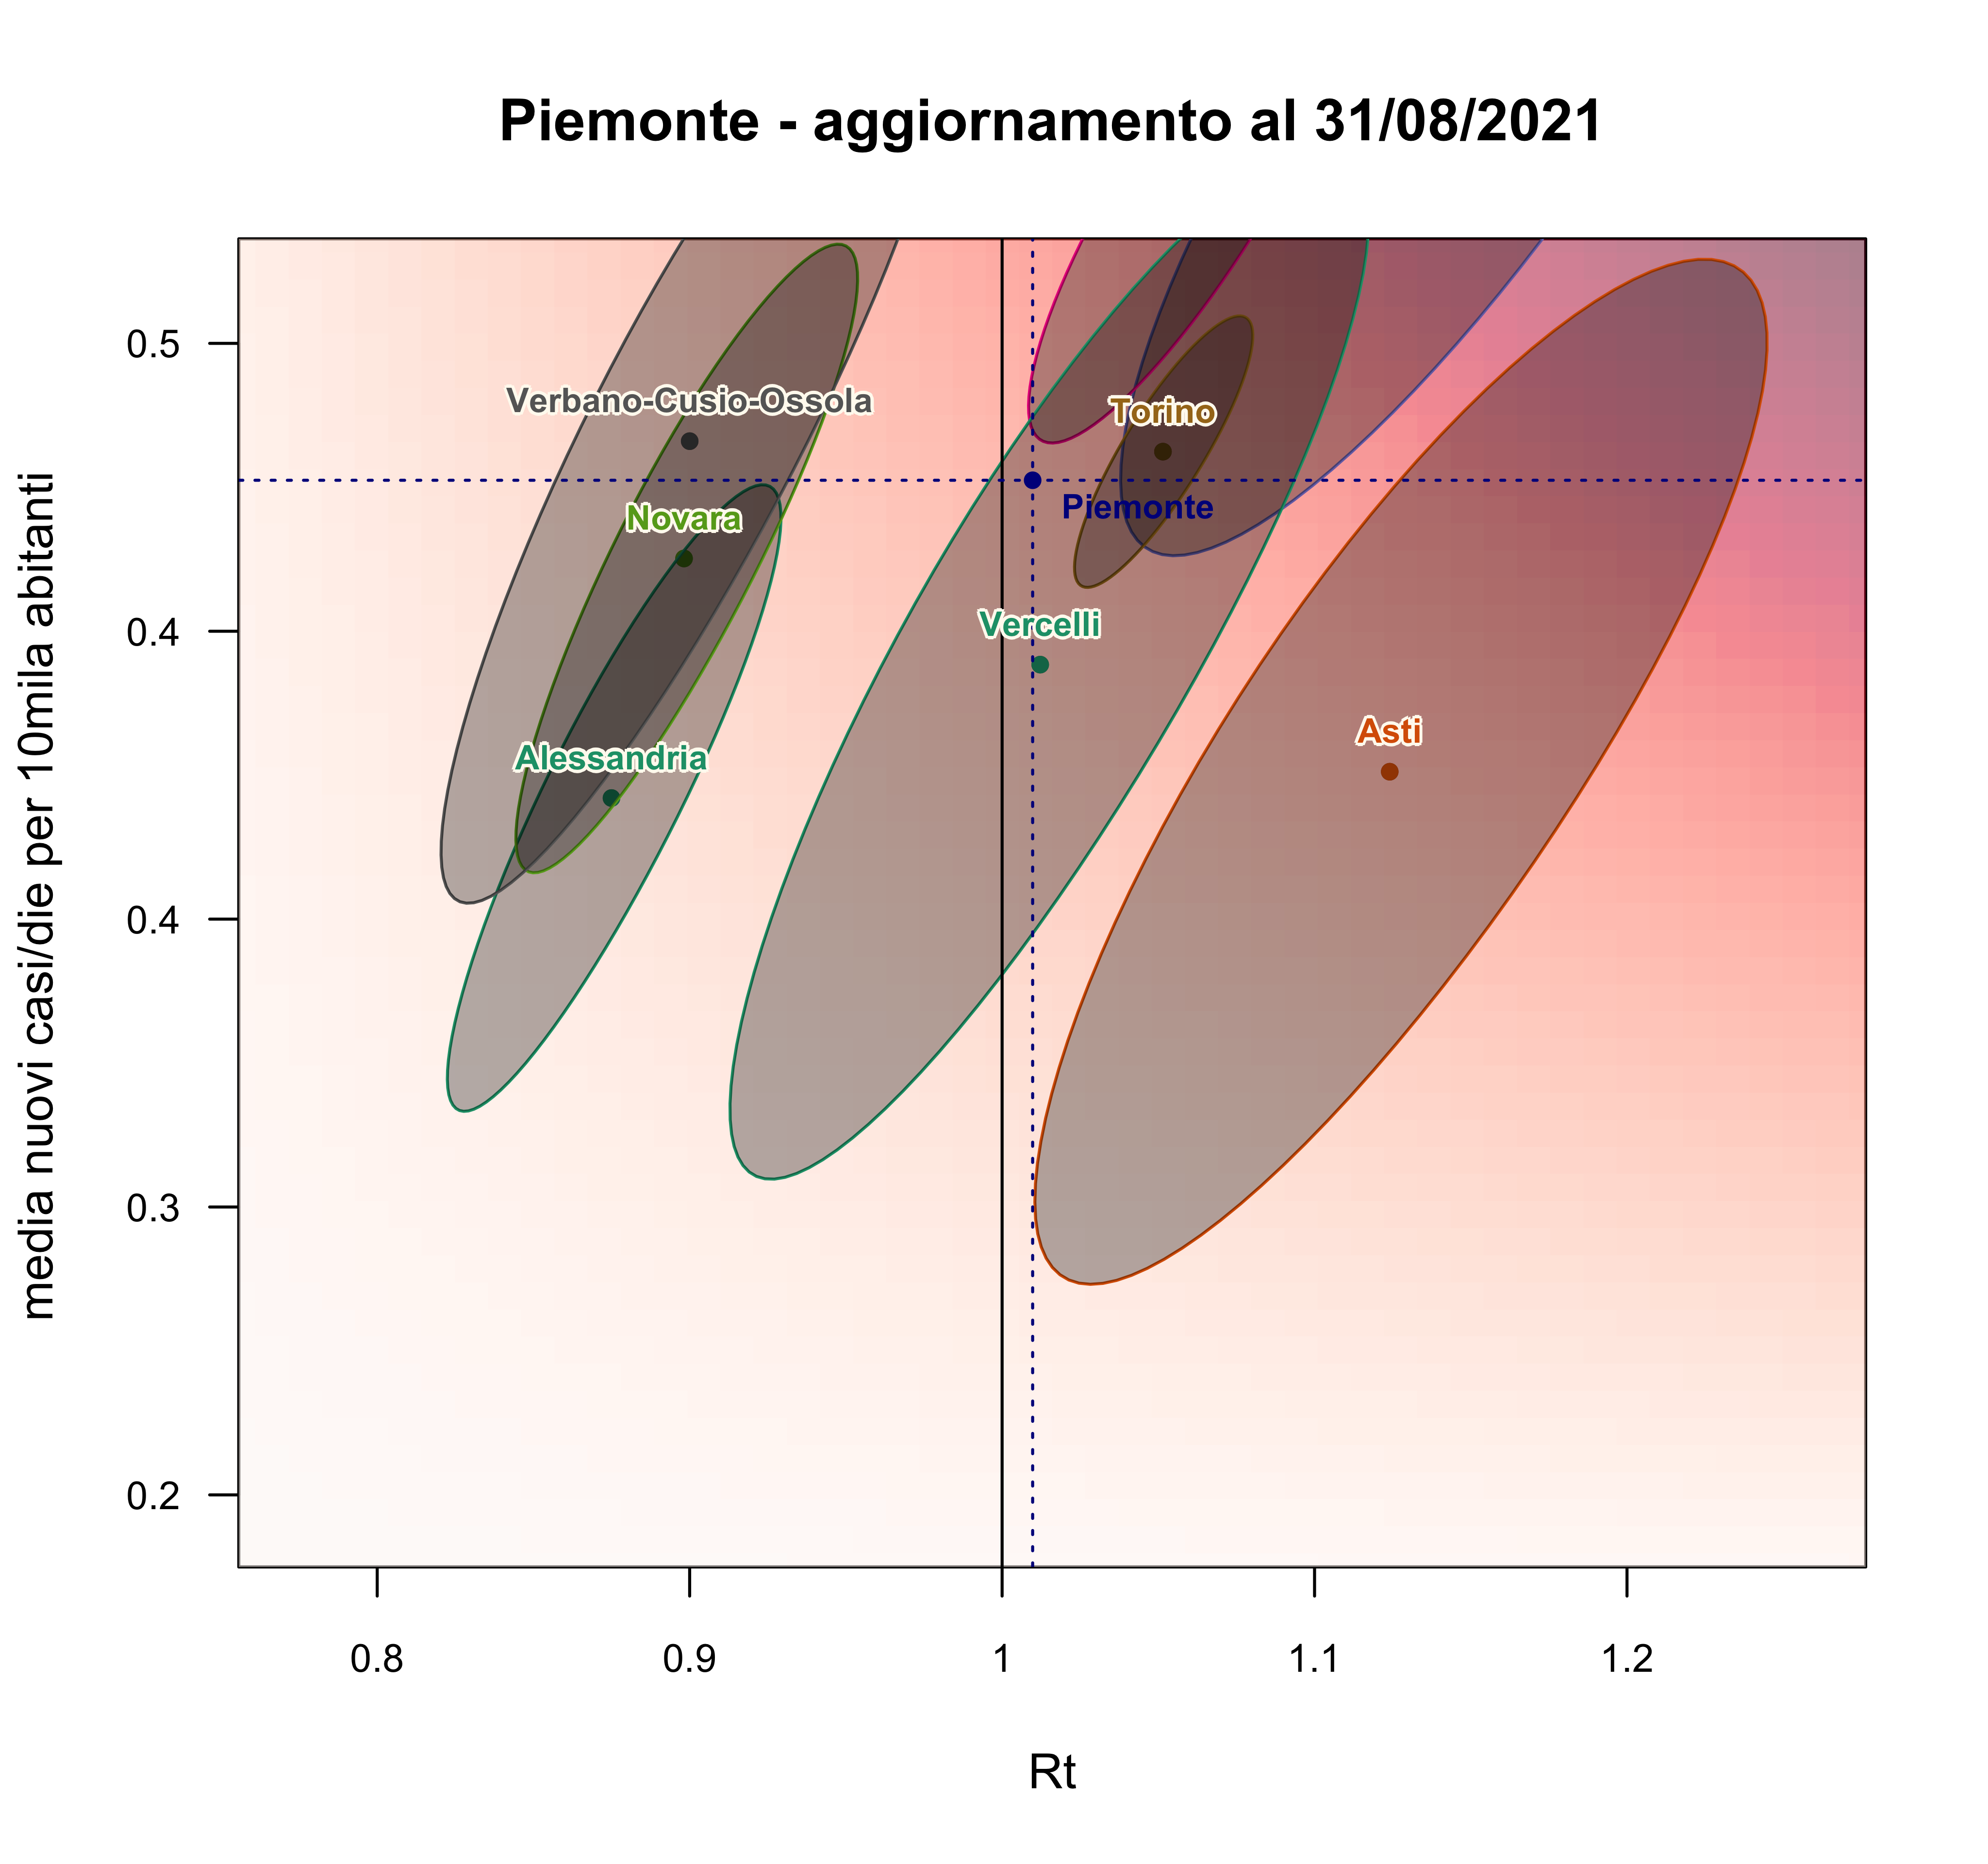 Piemonte - aggiornamento al 31/08/2021
media nuovi casi/die per 10mila abitanti
0.5
0.4
0.4
0.3
0.2
Verbano-Cusio-Ossola
Torino
Piemonte
Novara
Vercelli
Asti
Alessandria
0.8
0.9
1
1.1
1.2
Rt